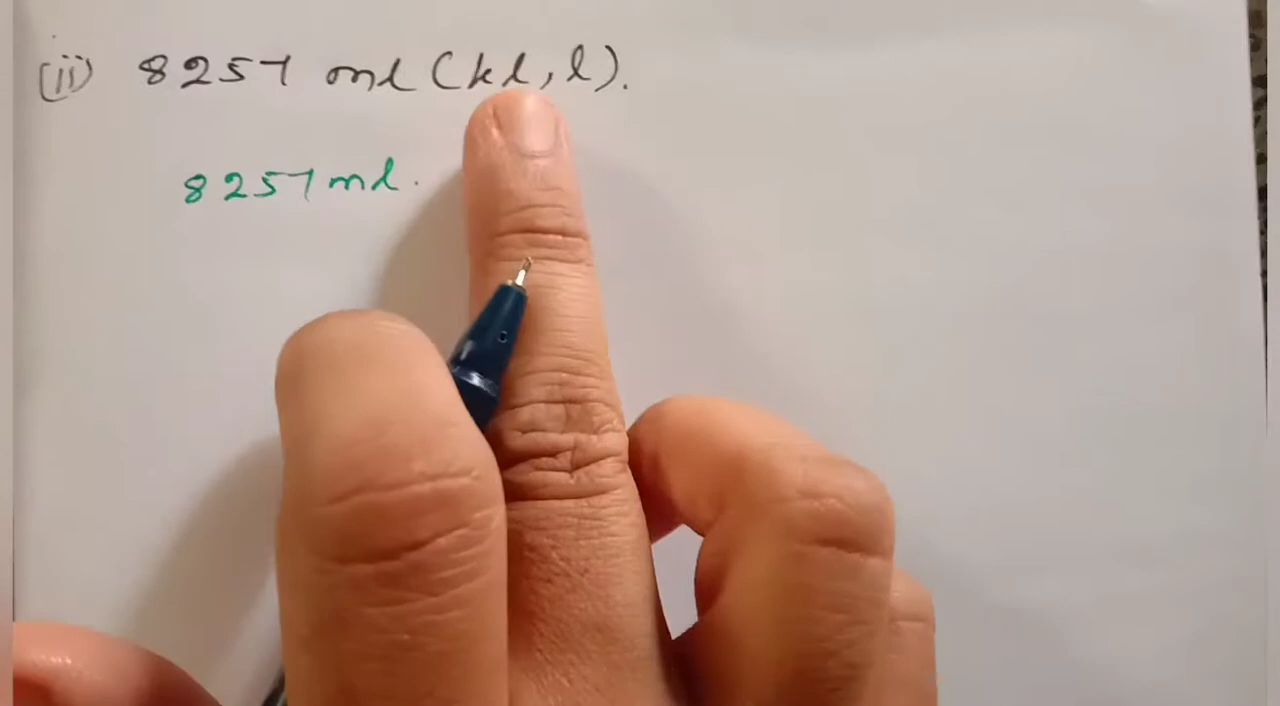 (ii) 8257 ml (kl, l).
8257 ml.